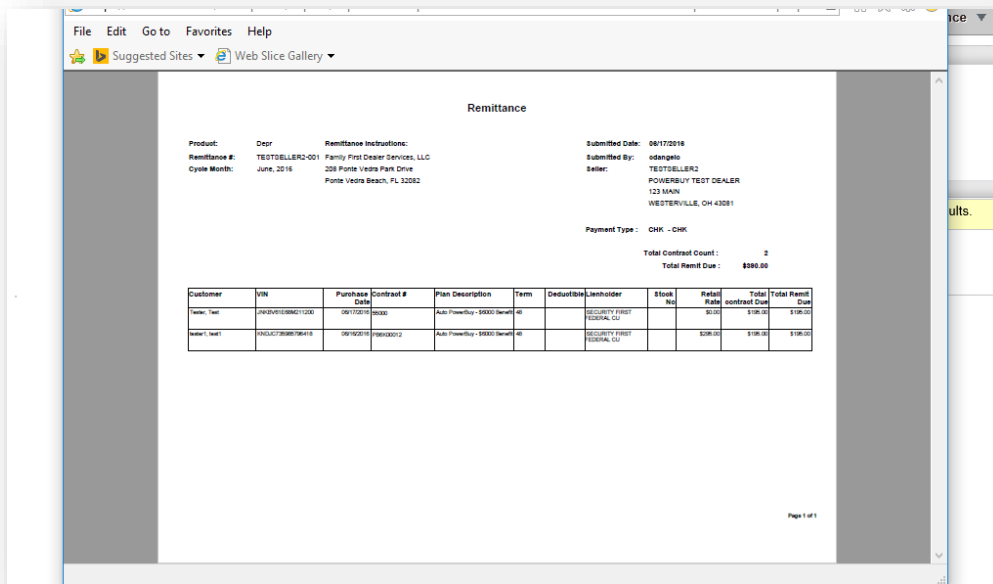 nce
File Edit Go to Favorites Help
Suggested Sites Web Slice Gallery
ults.
Remittance
Product: Depr Remittance Instructions: Submitted Date: 06/17/2016
Remittance #: TESTSELLER2-001 Family First Dealer Services, LLC Submitted By: odangelo
Cycle Month: June, 2016 208 Ponte Vedra Park Drive Seller: TESTSELLER2
Ponte Vedra Beach, FL 32082 POWERBUY TEST DEALER
123 MAIN
WESTERVILLE, OH 43081
Payment Type : CHK - CHK
Total Contract Count : 2
Total Remit Due : $390.00
Customer VIN Purchase Date Contract # Plan Description Term Deductible Lienholder Stock No Retail Rate Total contract Due Total Remit Due
Tester, Test 06/17/2016 55000 Auto PowerBuy - $6000 Benefit 48 SECURITY FIRST FEDERAL CU $0.00 $195.00 $195.00
tester1, test1 06/16/2016 Auto PowerBuy - $6000 Benefit 48 SECURITY FIRST FEDERAL CU $295.00 $195.00 $195.00
Page 1 of 1